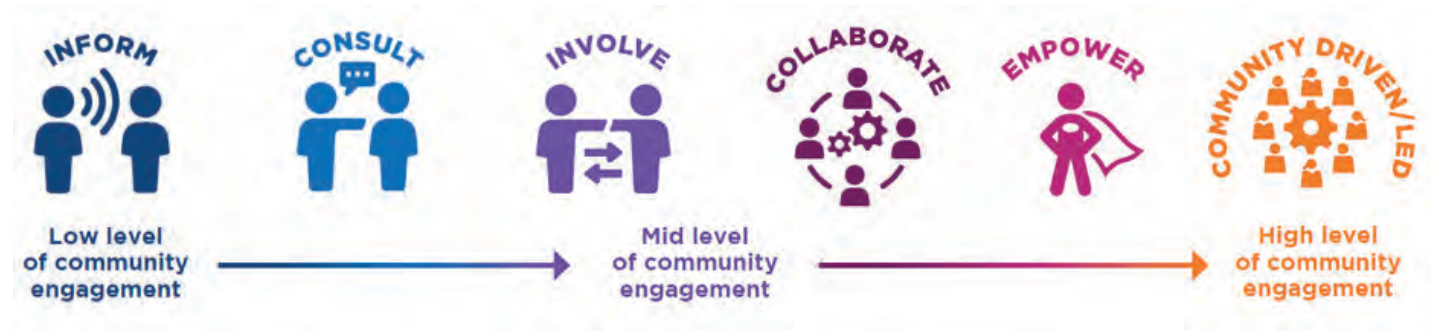 INFORM
CONSULT
INVOLVE
COLLABORATE
EMPOWER
COMMUNITY DRIVEN/LED
Low level
of community
engagement
Mid level
of community
engagement
High level
of community
engagement